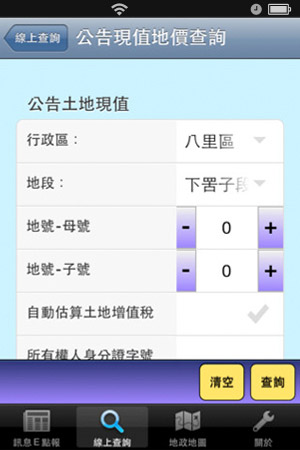 線上查詢 公告現值地價查詢
公告土地現值
行政區： 八里區
地段： 下罟子段
地號-母號 - 0 +
地號-子號 - 0 +
自動估算土地增值稅
所有權人身分證字號
清空 查詢
訊息E點報 線上查詢 地政地圖 關於